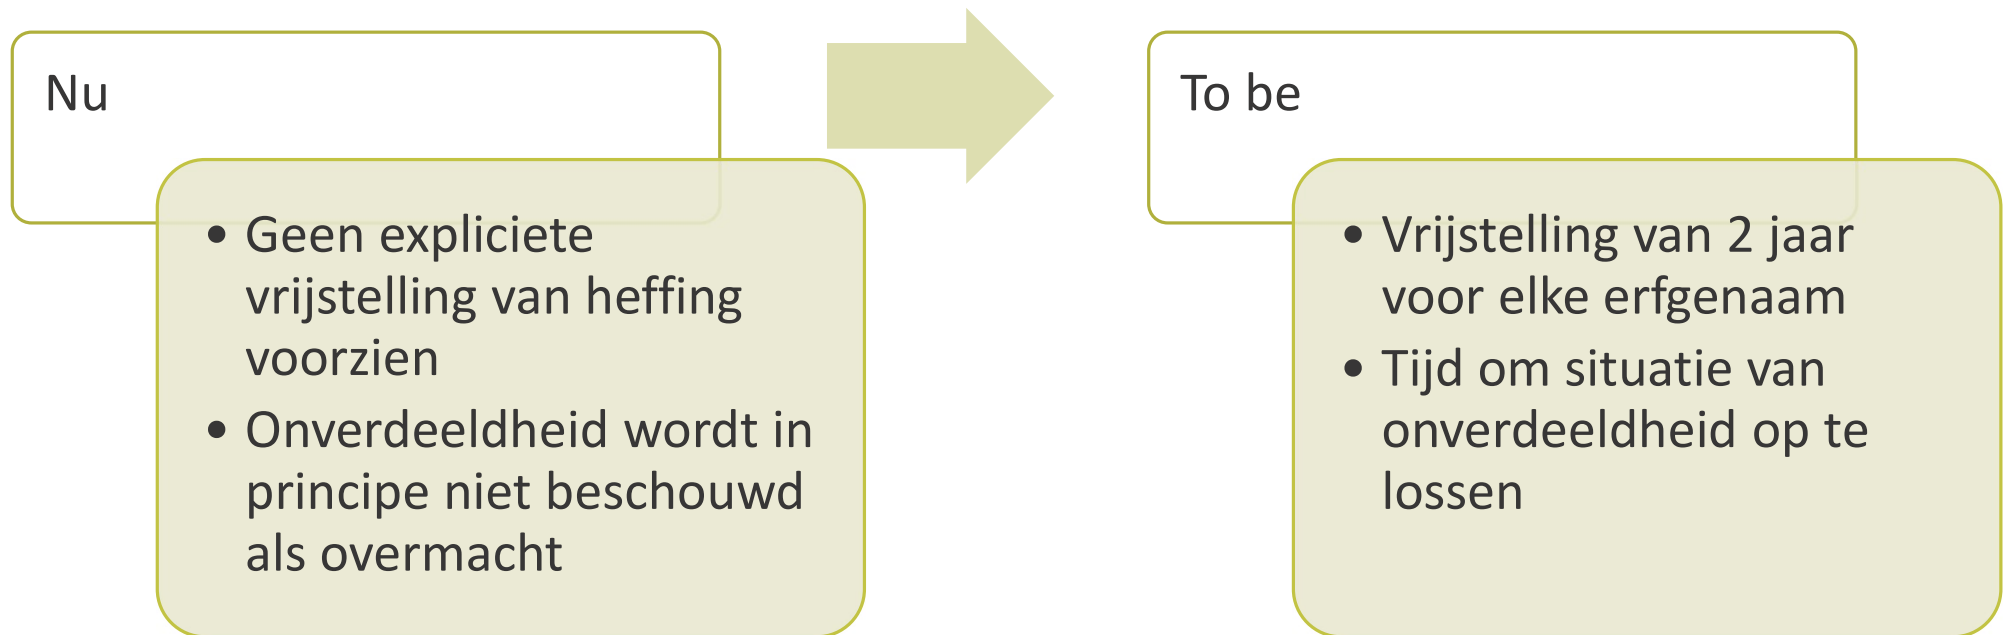 Nu
• Geen expliciete
vrijstelling van heffing
voorzien
• Onverdeeldheid wordt in
principe niet beschouwd
als overmacht
To be
• Vrijstelling van 2 jaar
voor elke erfgenaam
• Tijd om situatie van
onverdeeldheid op te
lossen